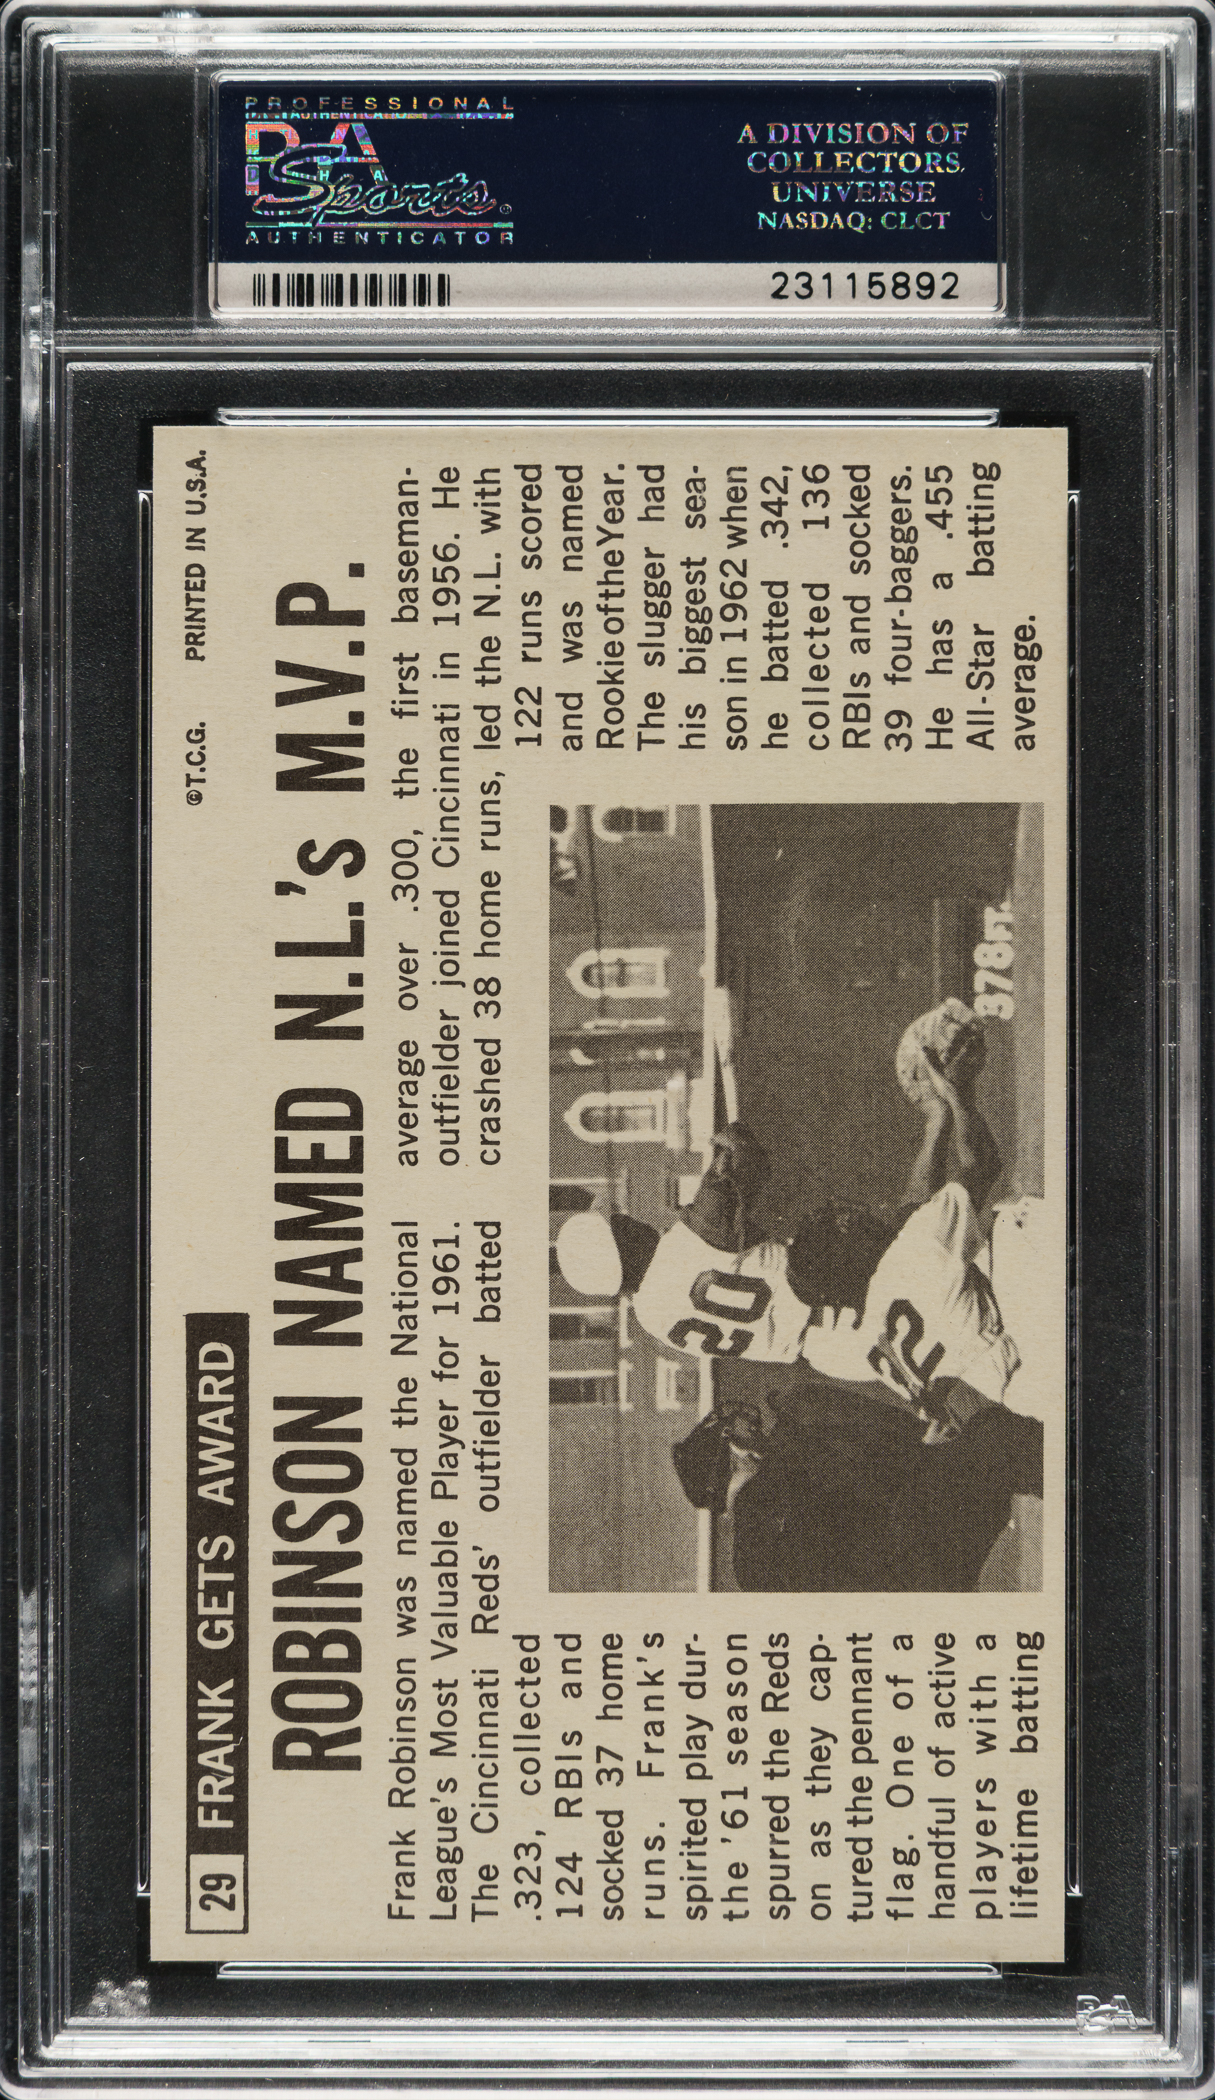 PROFESSIONAL
PSA
Sports®
AUTHENTICATOR
A DIVISION OF
COLLECTORS
UNIVERSE
NASDAQ: CLCT
23115892
29 FRANK GETS AWARD
©T.C.G. PRINTED IN U.S.A.
ROBINSON NAMED N.L.'s M.V.P.
Frank Robinson was named the National
League's Most Valuable Player for 1961.
The Cincinnati Reds' outfielder batted
.323, collected
124 RBIs and
socked 37 home
runs. Frank's
spirited play dur-
the '61 season
spurred the Reds
on as they cap-
tured the pennant
flag. One of a
handful of active
players with a
lifetime batting
average over .300, the first baseman-
outfielder joined Cincinnati in 1956. He
crashed 38 home runs, led the N.L. with
122 runs scored
and was named
Rookie of the Year.
The slugger had
his biggest sea-
son in 1962 when
he batted .342,
collected 136
RBIs and socked
39 four-baggers.
He has a .455
All-Star batting
average.
20
2
378FT.
PSA